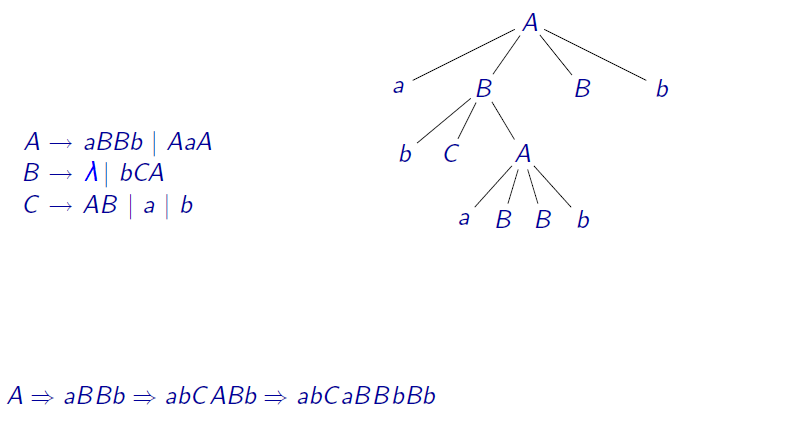 A
a B B b
b C A
a B B b
A → aBBb | AaA
B → λ | bCA
C → AB | a | b
A ⇒ aBBb ⇒ abCABb ⇒ abCaBBbBb